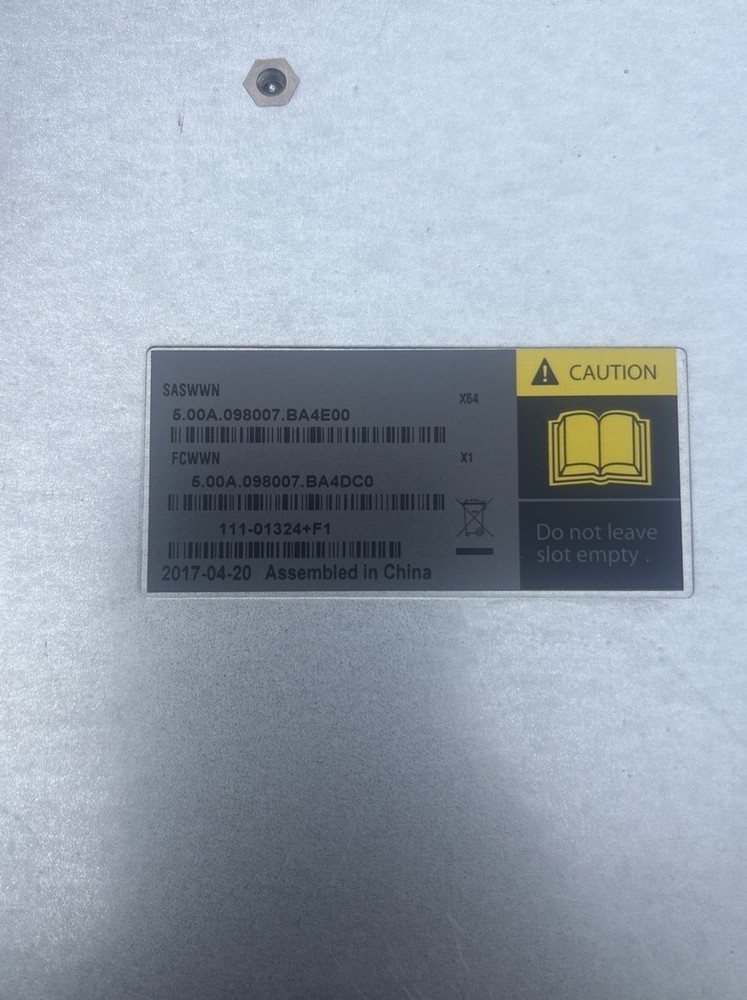 SASWWN
X64
5.00A.098007.BA4E00
FCWWN
X1
5.00A.098007.BA4DC0
111-01324+F1
2017-04-20 Assembled in China
CAUTION
Do not leave
slot empty .